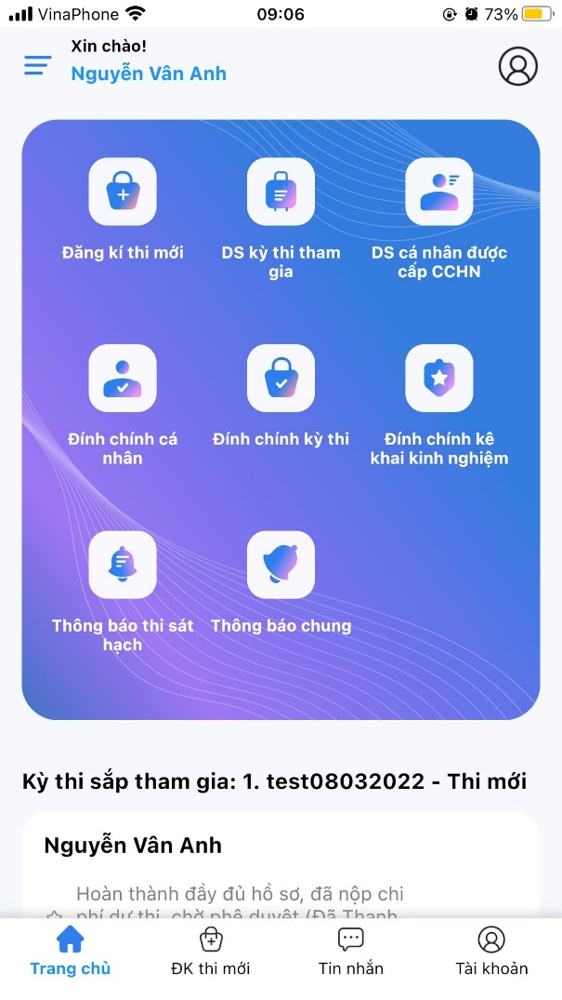 VinaPhone 09:06 73%
Xin chào!
Nguyễn Vân Anh
Đăng kí thi mới
DS kỳ thi tham
gia
DS cá nhân được
cấp CCHN
Đính chính cá
nhân
Đính chính kỳ thi
Đính chính kê
khai kinh nghiệm
Thông báo thi sát
hạch
Thông báo chung
Kỳ thi sắp tham gia: 1. test08032022 - Thi mới
Nguyễn Vân Anh
Hoàn thành đầy đủ hồ sơ, đã nộp chi
phí dự thi, chờ phê duyệt (Đã Thanh
Trang chủ
ĐK thi mới
Tin nhắn
Tài khoản